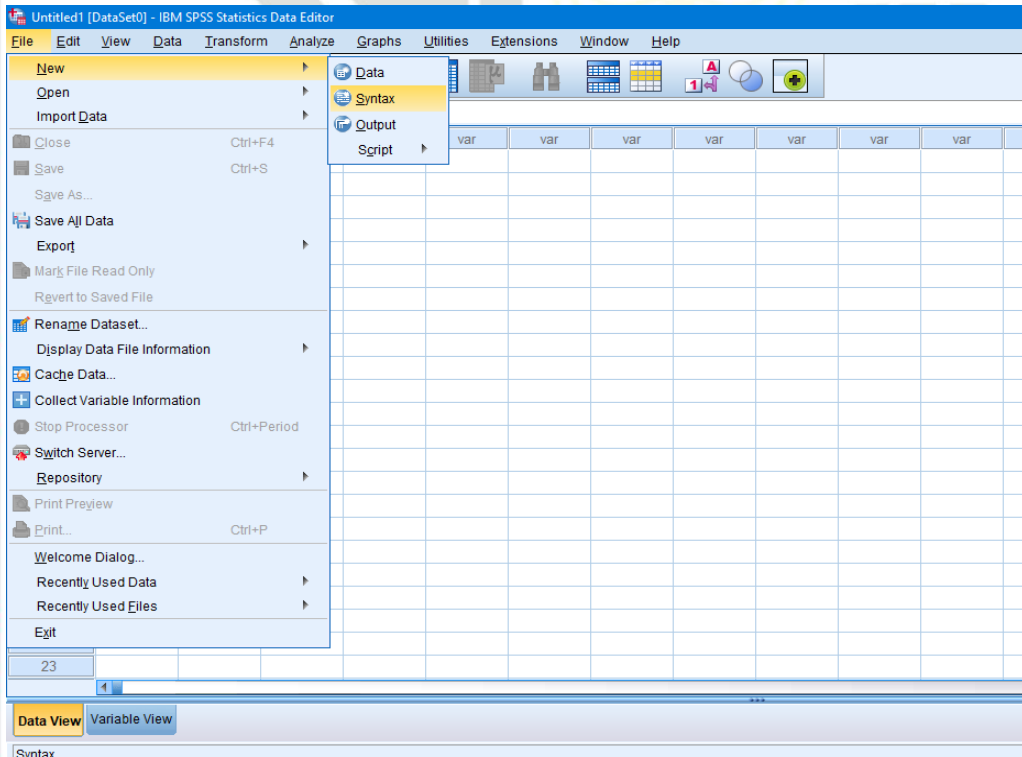 Untitled1 [DataSet0] - IBM SPSS Statistics Data Editor
File Edit View Data Transform Analyze Graphs Utilities Extensions Window Help
New
Open
Import Data
Close Ctrl+F4
Save Ctrl+S
Save As...
Save All Data
Export
Mark File Read Only
Revert to Saved File
Rename Dataset...
Display Data File Information
Cache Data...
Collect Variable Information
Stop Processor Ctrl+Period
Switch Server...
Repository
Print Preview
Print... Ctrl+P
Welcome Dialog...
Recently Used Data
Recently Used Files
Exit
Data
Syntax
Output
Script
μ
1 A
var var var var var var var
23
Data View Variable View
Syntax